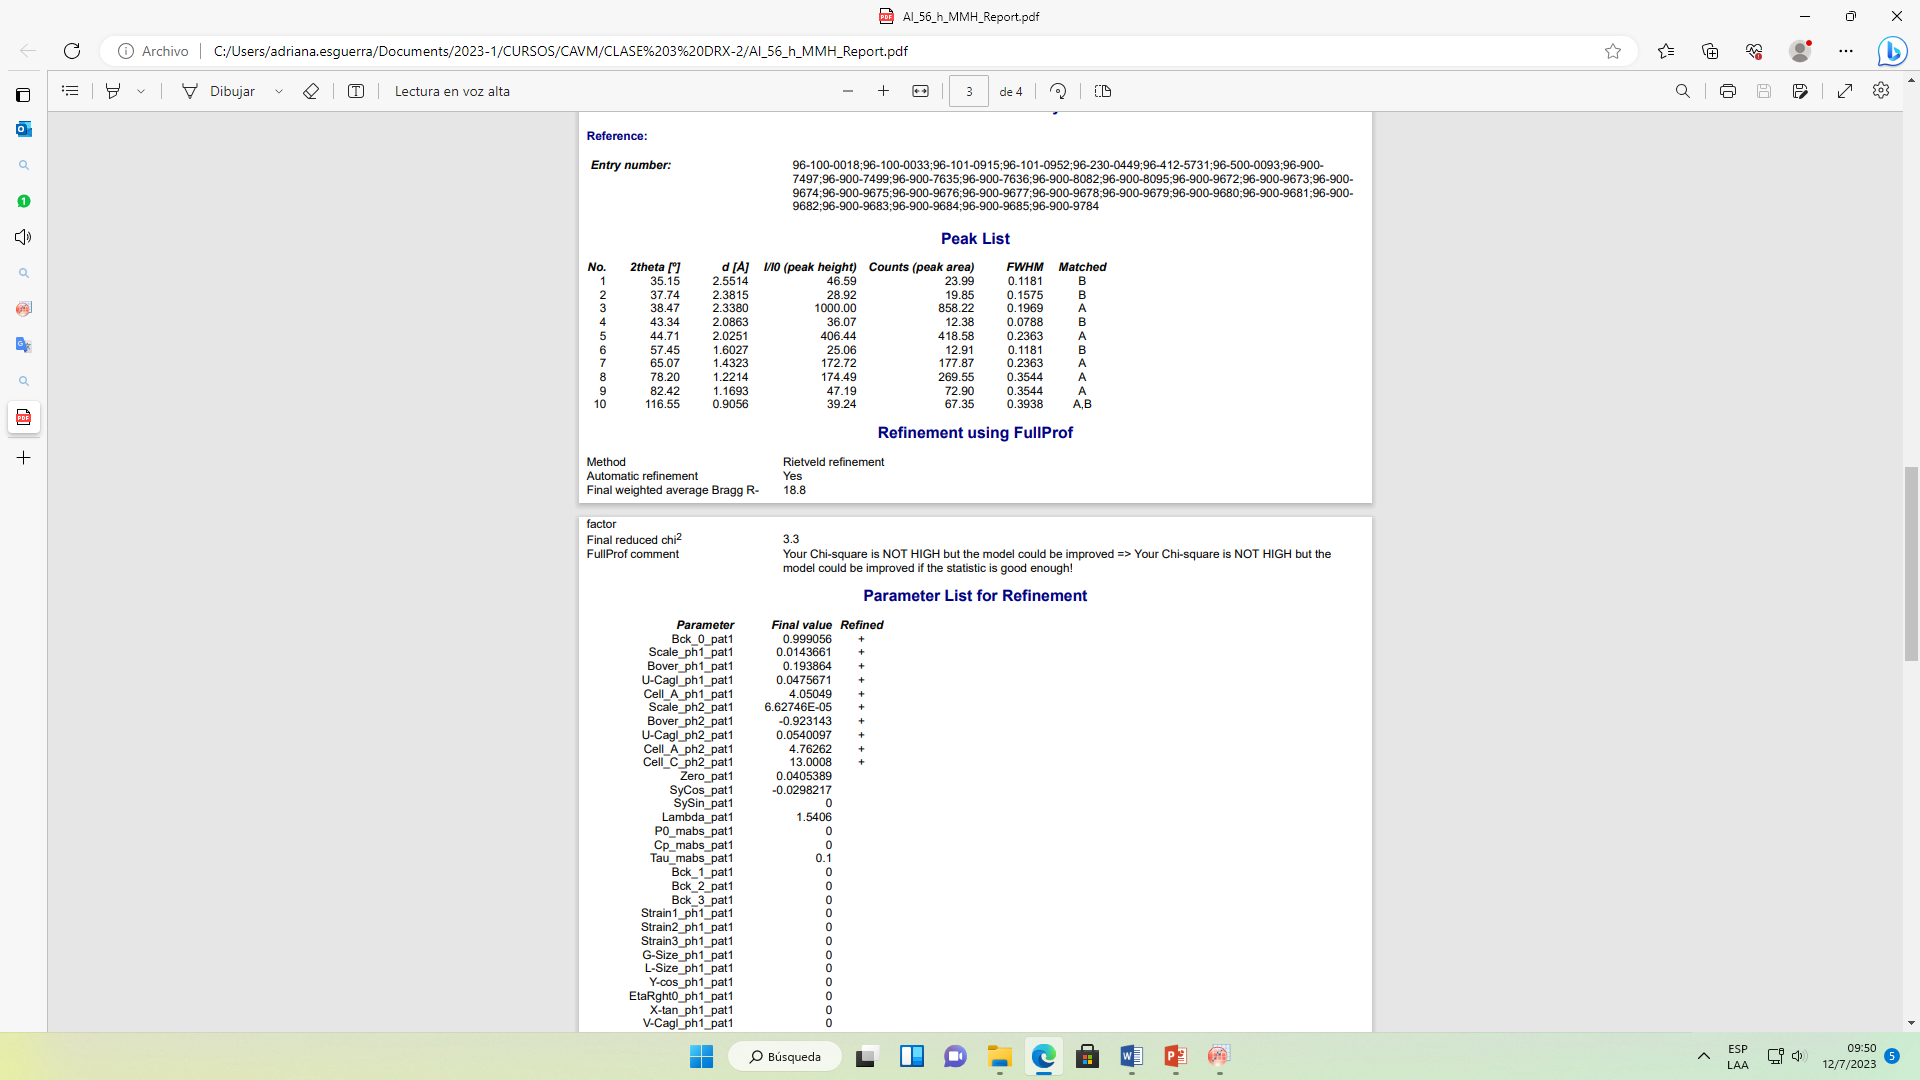 AI_56_h_MMH_Report.pdf
Archivo
C:/Users/adriana.esguerra/Documents/2023-1/CURSOS/CAVM/CLASE%203%20DRX-2/AI_56_h_MMH_Report.pdf
Dibujar
Lectura en voz alta
3
de 4
Reference:
Entry number: 96-100-0018;96-100-0033;96-101-0915;96-101-0952;96-230-0449;96-412-5731;96-500-0093;96-900-
7497;96-900-7499;96-900-7635;96-900-7636;96-900-8082;96-900-8095;96-900-9672;96-900-9673;96-900-
9674;96-900-9675;96-900-9676;96-900-9677;96-900-9678;96-900-9679;96-900-9680;96-900-9681;96-900-
9682;96-900-9683;96-900-9684;96-900-9685;96-900-9784
Peak List
No. 2theta [°] d [Å] I/I0 (peak height) Counts (peak area) FWHM Matched
1 35.15 2.5514 46.59 23.99 0.1181 B
2 37.74 2.3815 28.92 19.85 0.1575 B
3 38.47 2.3380 1000.00 858.22 0.1969 A
4 43.34 2.0863 36.07 12.38 0.0788 B
5 44.71 2.0251 406.44 418.58 0.2363 A
6 57.45 1.6027 25.06 12.91 0.1181 B
7 65.07 1.4323 172.72 177.87 0.2363 A
8 78.20 1.2214 174.49 269.55 0.3544 A
9 82.42 1.1693 47.19 72.90 0.3544 A
10 116.55 0.9056 39.24 67.35 0.3938 A,B
Refinement using FullProf
Method Rietveld refinement
Automatic refinement Yes
Final weighted average Bragg R- 18.8
factor
Final reduced chi2 3.3
FullProf comment Your Chi-square is NOT HIGH but the model could be improved => Your Chi-square is NOT HIGH but the
model could be improved if the statistic is good enough!
Parameter List for Refinement
Parameter Final value Refined
Bck_0_pat1 0.999056 +
Scale_ph1_pat1 0.0143661 +
Bover_ph1_pat1 0.193864 +
U-Cagl_ph1_pat1 0.0475671 +
Cell_A_ph1_pat1 4.05049 +
Scale_ph2_pat1 6.62746E-05 +
Bover_ph2_pat1 -0.923143 +
U-Cagl_ph2_pat1 0.0540097 +
Cell_A_ph2_pat1 4.76262 +
Cell_C_ph2_pat1 13.0008 +
Zero_pat1 0.0405389
SyCos_pat1 -0.0298217
SySin_pat1 0
Lambda_pat1 1.5406
P0_mabs_pat1 0
Cp_mabs_pat1 0
Tau_mabs_pat1 0.1
Bck_1_pat1 0
Bck_2_pat1 0
Bck_3_pat1 0
Strain1_ph1_pat1 0
Strain2_ph1_pat1 0
Strain3_ph1_pat1 0
G-Size_ph1_pat1 0
L-Size_ph1_pat1 0
Y-cos_ph1_pat1 0
EtaRght0_ph1_pat1 0
X-tan_ph1_pat1 0
V-Cagl_ph1_pat1 0
Búsqueda
ESP
LAA
09:50
12/7/2023
5